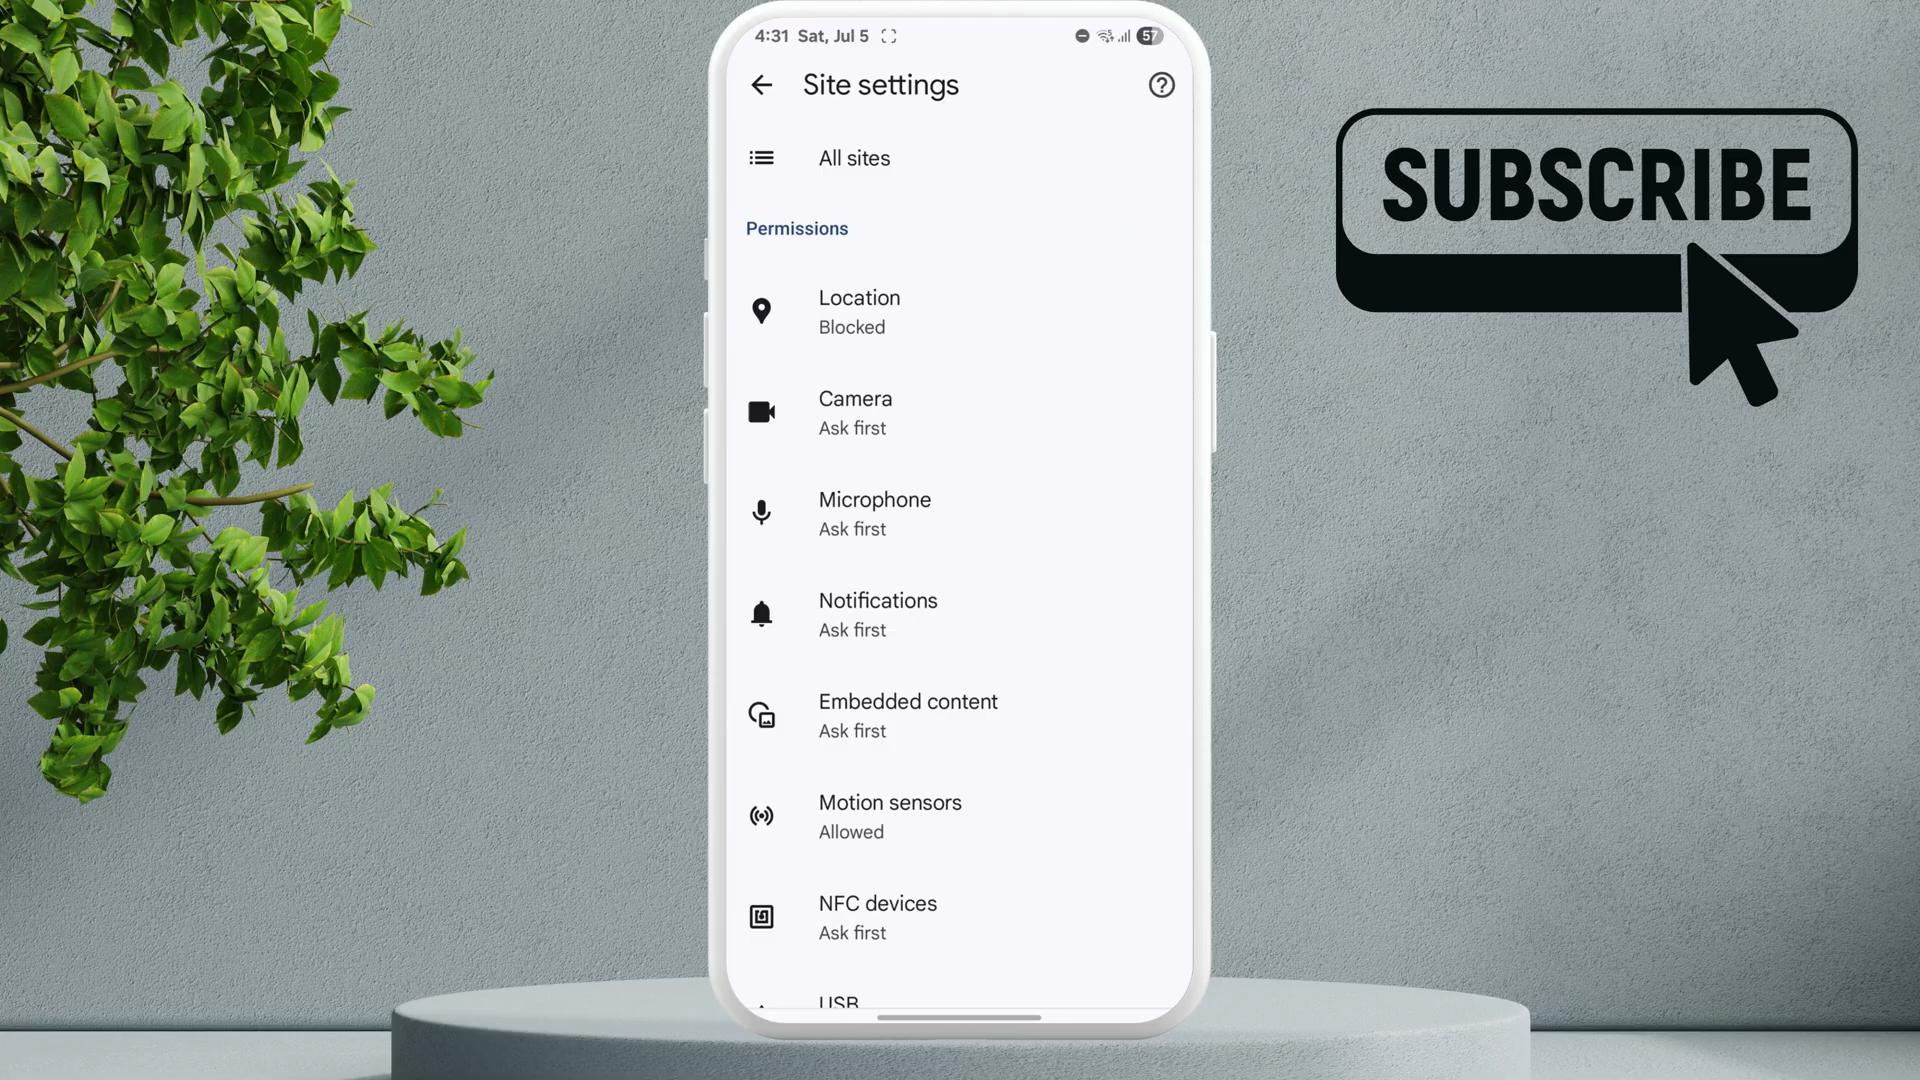 4:31 Sat, Jul 5
57
Site settings
All sites
Permissions
Location
Blocked
Camera
Ask first
Microphone
Ask first
Notifications
Ask first
Embedded content
Ask first
Motion sensors
Allowed
NFC devices
Ask first
USB
SUBSCRIBE